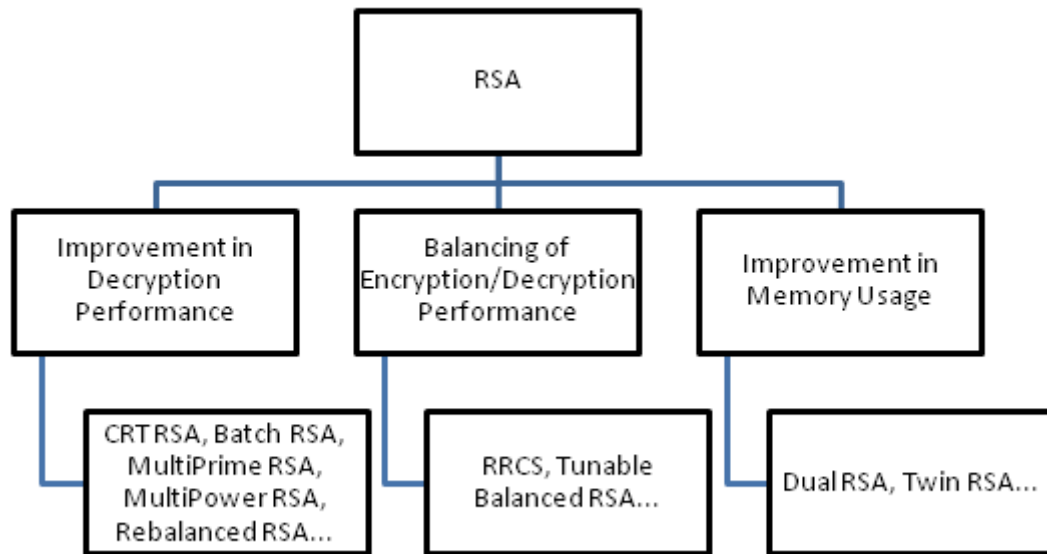 RSA
Improvement in
Decryption
Performance
Balancing of
Encryption/Decryption
Performance
Improvement in
Memory Usage
CRT RSA, Batch RSA,
MultiPrime RSA,
MultiPower RSA,
Rebalanced RSA...
RRCS, Tunable
Balanced RSA...
Dual RSA, Twin RSA...